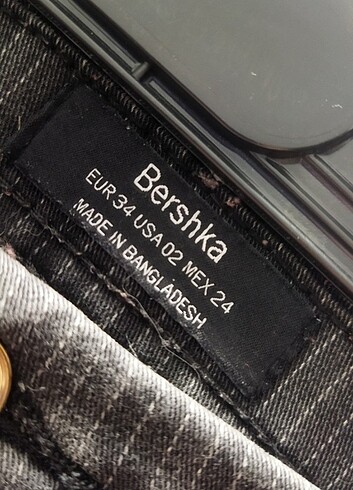 Bershka
EUR 34 USA 02 MEX 24
MADE IN BANGLADESH